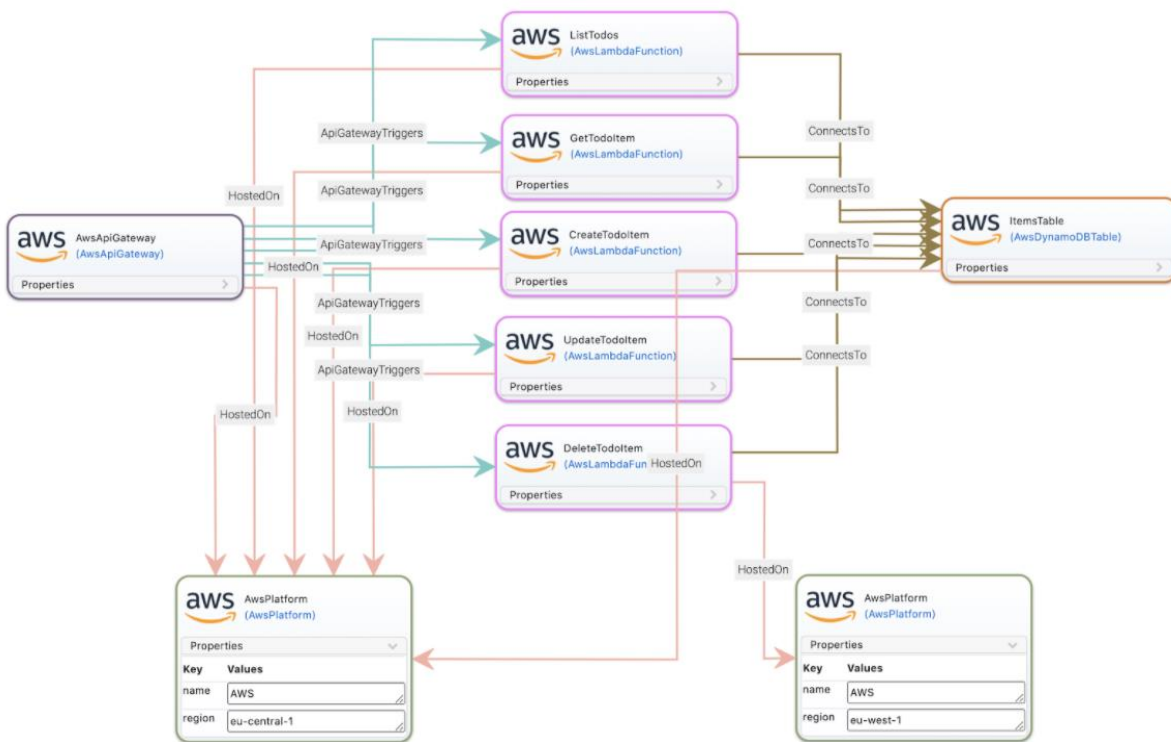 aws
ListTodos
(AwsLambdaFunction)
Properties
ApiGatewayTriggers
ConnectsTo
aws
GetTodoItem
(AwsLambdaFunction)
Properties
HostedOn
ApiGatewayTriggers
ConnectsTo
aws
AwsApiGateway
(AwsApiGateway)
Properties
ApiGatewayTriggers
aws
CreateTodoItem
(AwsLambdaFunction)
Properties
ConnectsTo
aws
ItemsTable
(AwsDynamoDBTable)
Properties
HostedOn
ApiGatewayTriggers
ConnectsTo
HostedOn
aws
UpdateTodoItem
(AwsLambdaFunction)
Properties
ConnectsTo
ApiGatewayTriggers
HostedOn
HostedOn
aws
DeleteTodoItem
(AwsLambdaFun
HostedOn
Properties
HostedOn
aws
AwsPlatform
(AwsPlatform)
Properties
Key Values
name AWS
region eu-central-1
aws
AwsPlatform
(AwsPlatform)
Properties
Key Values
name AWS
region eu-west-1